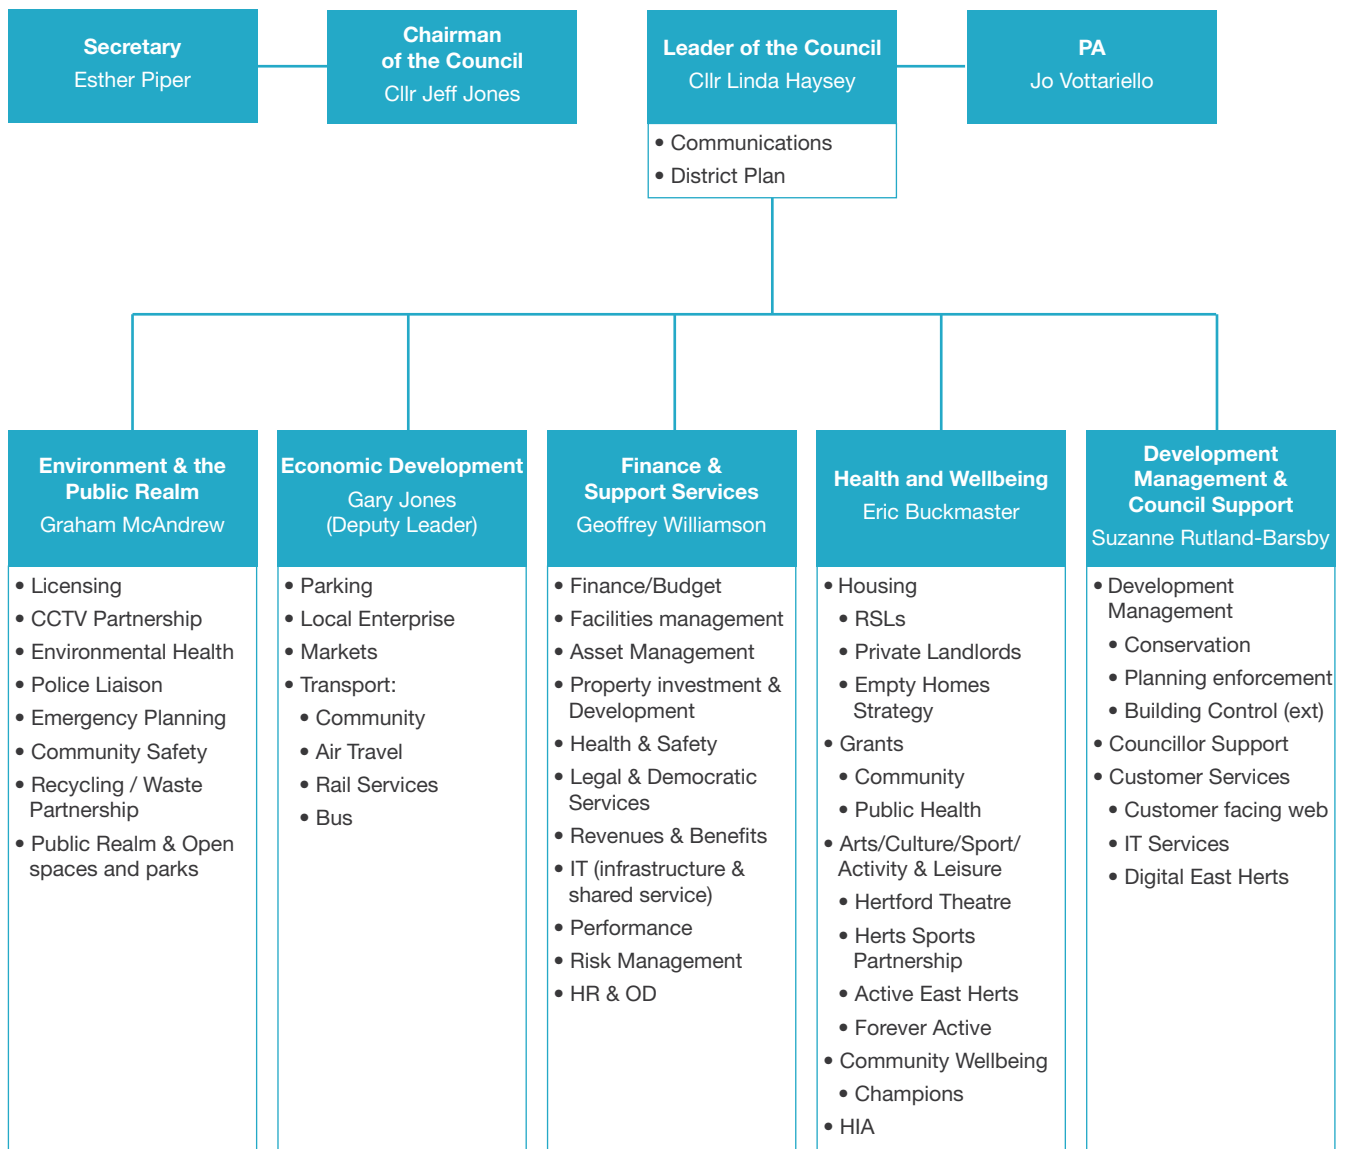 Secretary
Esther Piper
Chairman
of the Council
Cllr Jeff Jones
Leader of the Council
Cllr Linda Haysey
• Communications
• District Plan
PA
Jo Vottariello
Environment & the
Public Realm
Graham McAndrew
• Licensing
• CCTV Partnership
• Environmental Health
• Police Liaison
• Emergency Planning
• Community Safety
• Recycling / Waste
Partnership
• Public Realm & Open
spaces and parks
Economic Development
Gary Jones
(Deputy Leader)
• Parking
• Local Enterprise
• Markets
• Transport:
• Community
• Air Travel
• Rail Services
• Bus
Finance &
Support Services
Geoffrey Williamson
• Finance/Budget
• Facilities management
• Asset Management
• Property investment &
Development
• Health & Safety
• Legal & Democratic
Services
• Revenues & Benefits
• IT (infrastructure &
shared service)
• Performance
• Risk Management
• HR & OD
Health and Wellbeing
Eric Buckmaster
• Housing
• RSLs
• Private Landlords
• Empty Homes
Strategy
• Grants
• Community
• Public Health
• Arts/Culture/Sport/
Activity & Leisure
• Hertford Theatre
• Herts Sports
Partnership
• Active East Herts
• Forever Active
• Community Wellbeing
• Champions
• HIA
Development
Management &
Council Support
Suzanne Rutland-Barsby
• Development
Management
• Conservation
• Planning enforcement
• Building Control (ext)
• Councillor Support
• Customer Services
• Customer facing web
• IT Services
• Digital East Herts